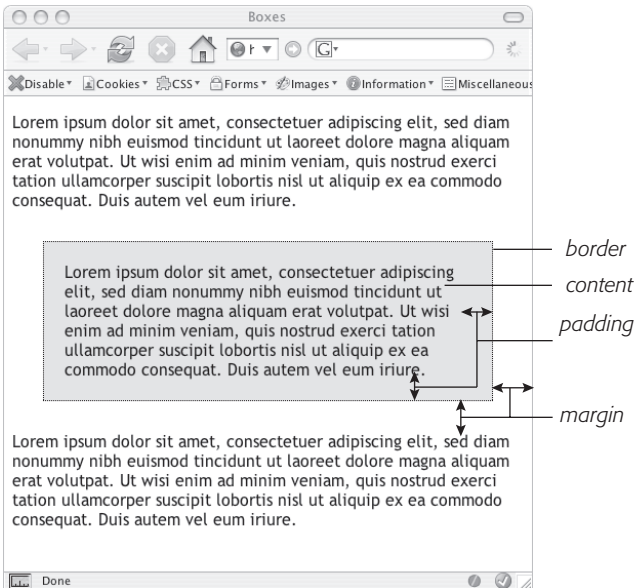 Boxes
G
Disable Cookies CSS Forms Images Information Miscellaneous
Lorem ipsum dolor sit amet, consectetuer adipiscing elit, sed diam
nonummy nibh euismod tincidunt ut laoreet dolore magna aliquam
erat volutpat. Ut wisi enim ad minim veniam, quis nostrud exerci
tation ullamcorper suscipit lobortis nisl ut aliquip ex ea commodo
consequat. Duis autem vel eum iriure.
Lorem ipsum dolor sit amet, consectetuer adipiscing
elit, sed diam nonummy nibh euismod tincidunt ut
laoreet dolore magna aliquam erat volutpat. Ut wisi
enim ad minim veniam, quis nostrud exerci tation
ullamcorper suscipit lobortis nisl ut aliquip ex ea
commodo consequat. Duis autem vel eum iriure.
border
content
padding
margin
Lorem ipsum dolor sit amet, consectetuer adipiscing elit, sed diam
nonummy nibh euismod tincidunt ut laoreet dolore magna aliquam
erat volutpat. Ut wisi enim ad minim veniam, quis nostrud exerci
tation ullamcorper suscipit lobortis nisl ut aliquip ex ea commodo
consequat. Duis autem vel eum iriure.
Done